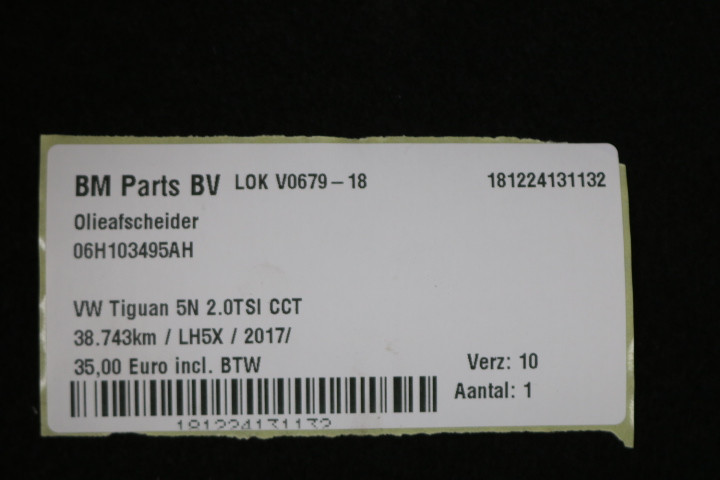 BM Parts BV LOK V0679-18 181224131132
Olieafscheider
06H103495AH
VW Tiguan 5N 2.0TSI CCT
38.743km / LH5X / 2017/
35,00 Euro incl. BTW Verz: 10
Aantal: 1
181224131132